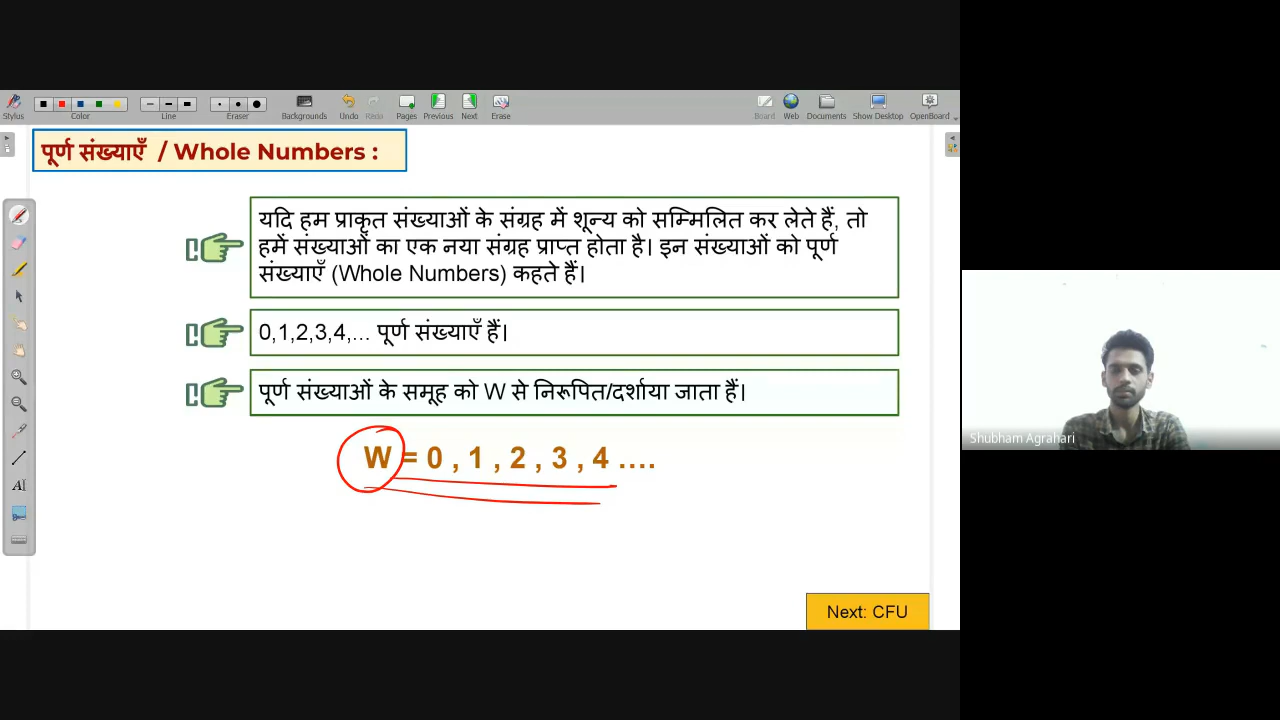 Stylus
Color
Line
Eraser
Backgrounds
Undo
Redo
Pages
Previous
Next
Erase
Board
Web
Documents
Show Desktop
OpenBoard
पूर्ण संख्याएँ / Whole Numbers :
यदि हम प्राकृत संख्याओं के संग्रह में शून्य को सम्मिलित कर लेते हैं, तो
हमें संख्याओं का एक नया संग्रह प्राप्त होता है। इन संख्याओं को पूर्ण
संख्याएँ (Whole Numbers) कहते हैं।
0,1,2,3,4,... पूर्ण संख्याएँ हैं।
पूर्ण संख्याओं के समूह को W से निरूपित/दर्शाया जाता हैं।
W = 0 , 1 , 2 , 3 , 4 ....
Next: CFU
Shubham Agrahari